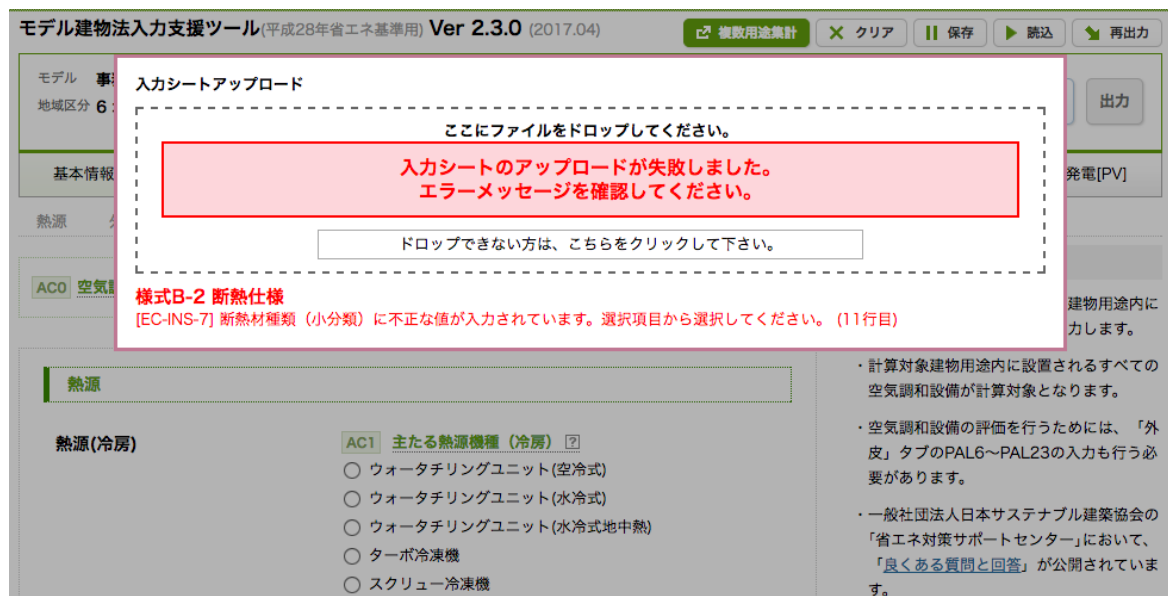 モデル建物法入力支援ツール(平成28年省エネ基準用) Ver 2.3.0 (2017.04)
複数用途集計
クリア
保存
読込
再出力
モデル
地域区分 6
出力
基本情報
発電[PV]
熱源
入力シートアップロード
ここにファイルをドロップしてください。
入力シートのアップロードが失敗しました。
エラーメッセージを確認してください。
ドロップできない方は、こちらをクリックして下さい。
様式B-2 断熱仕様
[EC-INS-7] 断熱材種類（小分類）に不正な値が入力されています。選択項目から選択してください。 (11行目)
AC0 空気
建物用途内に
力します。
・計算対象建物用途内に設置されるすべての
空気調和設備が計算対象となります。
・空気調和設備の評価を行うためには、「外
皮」タブのPAL6～PAL23の入力も行う必
要があります。
・一般社団法人日本サステナブル建築協会の
「省エネ対策サポートセンター」において、
「良くある質問と回答」が公開されていま
す。
熱源
熱源(冷房)
AC1 主たる熱源機種（冷房） ?
ウォータチリングユニット(空冷式)
ウォータチリングユニット(水冷式)
ウォータチリングユニット(水冷式地中熱)
ターボ冷凍機
スクリュー冷凍機